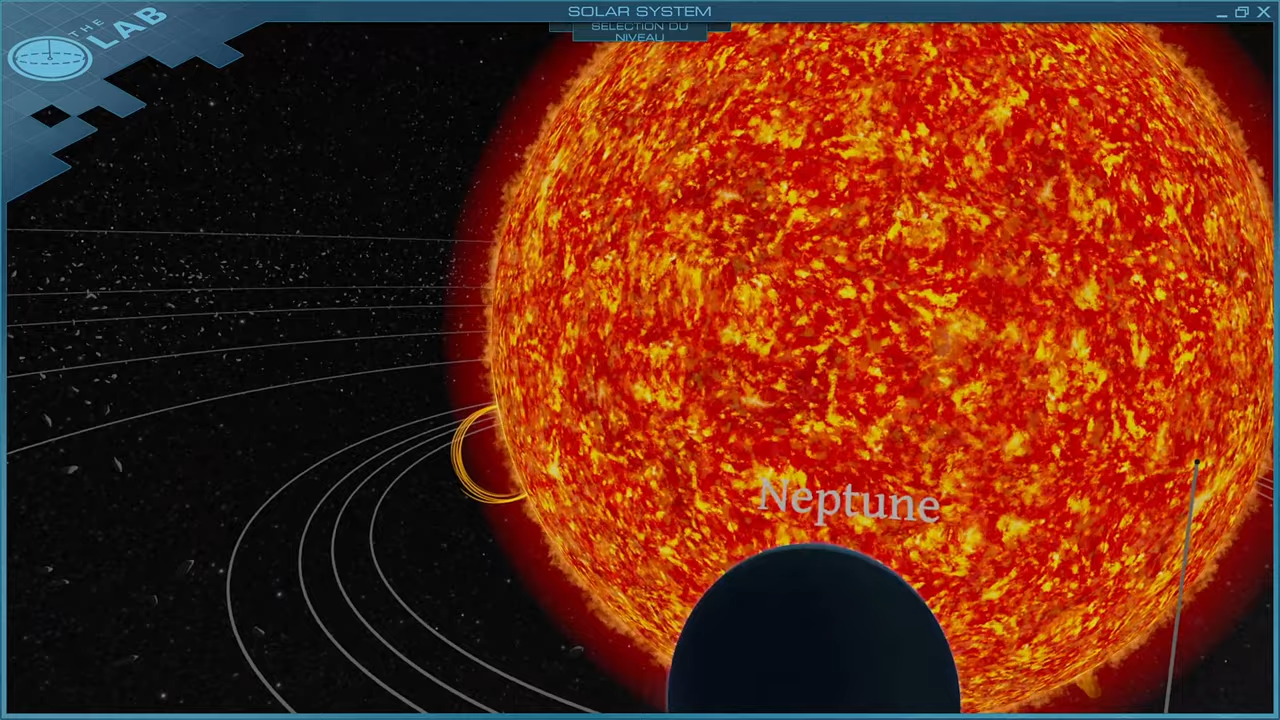 SOLAR SYSTEM
SÉLECTION DU
NIVEAU
THE
LAB
Neptune